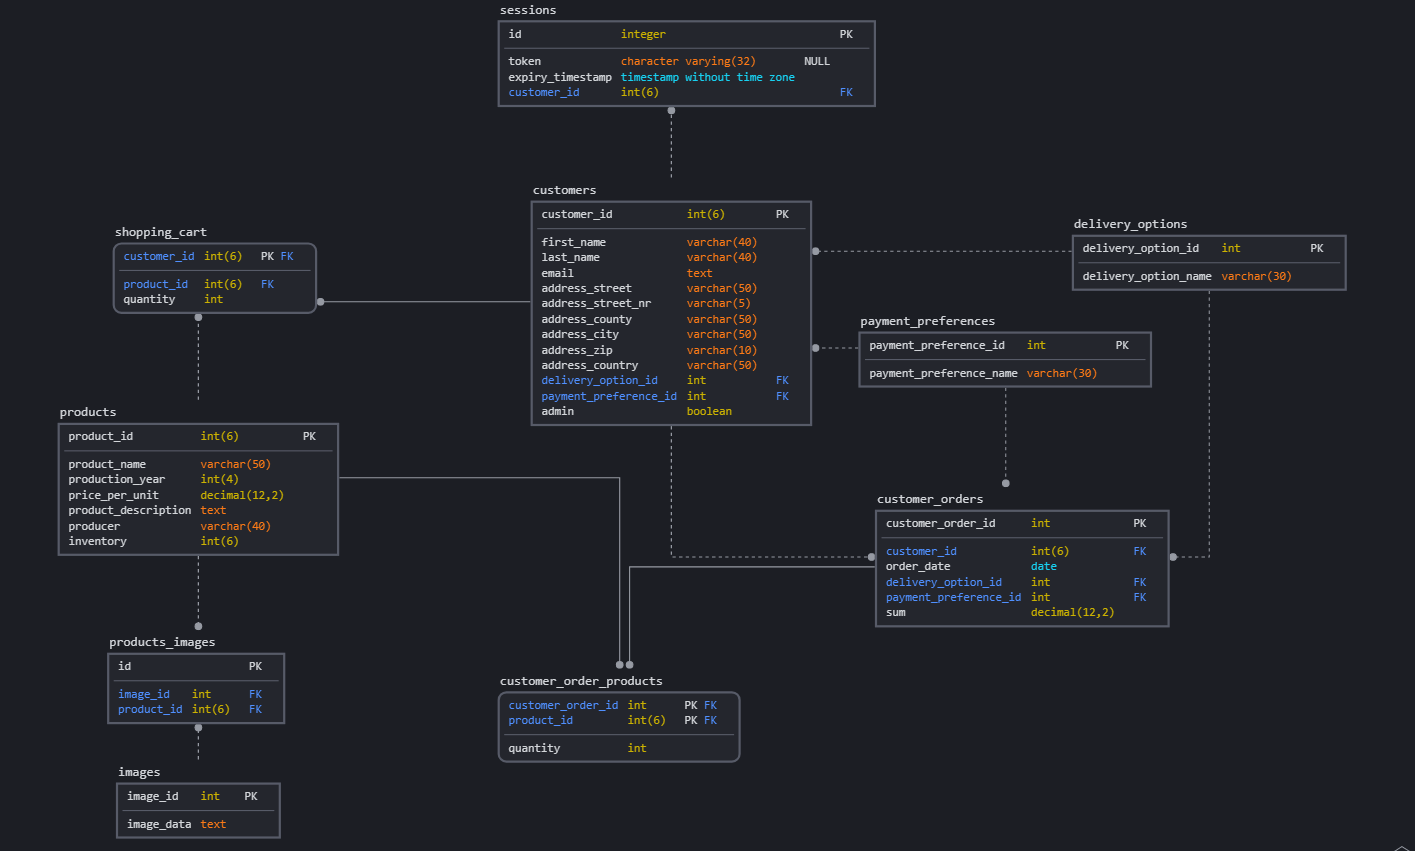 sessions
id integer PK
token character varying(32) NULL
expiry_timestamp timestamp without time zone
customer_id int(6) FK
customers
customer_id int(6) PK
first_name varchar(40)
last_name varchar(40)
email text
address_street varchar(50)
address_street_nr varchar(5)
address_county varchar(50)
address_city varchar(50)
address_zip varchar(10)
address_country varchar(50)
delivery_option_id int FK
payment_preference_id int FK
admin boolean
shopping_cart
customer_id int(6) PK FK
product_id int(6) FK
quantity int
delivery_options
delivery_option_id int PK
delivery_option_name varchar(30)
payment_preferences
payment_preference_id int PK
payment_preference_name varchar(30)
products
product_id int(6) PK
product_name varchar(50)
production_year int(4)
price_per_unit decimal(12,2)
product_description text
producer varchar(40)
inventory int(6)
customer_orders
customer_order_id int PK
customer_id int(6) FK
order_date date
delivery_option_id int FK
payment_preference_id int FK
sum decimal(12,2)
products_images
id PK
image_id int FK
product_id int(6) FK
customer_order_products
customer_order_id int PK FK
product_id int(6) PK FK
quantity int
images
image_id int PK
image_data text